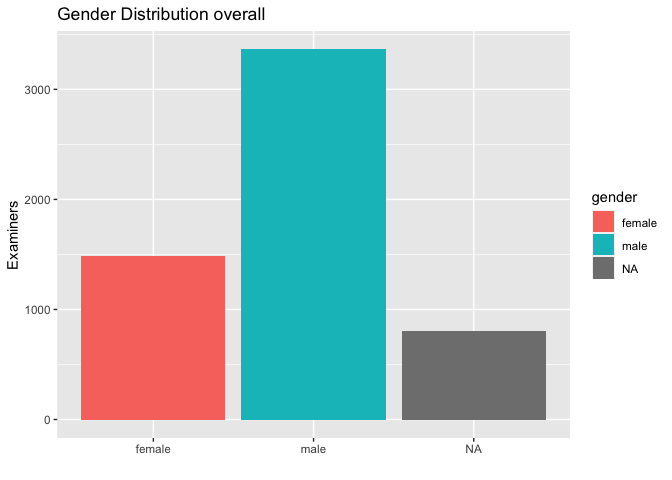 Gender Distribution overall
Examiners
3000
2000
1000
0
female
male
NA
gender
female
male
NA